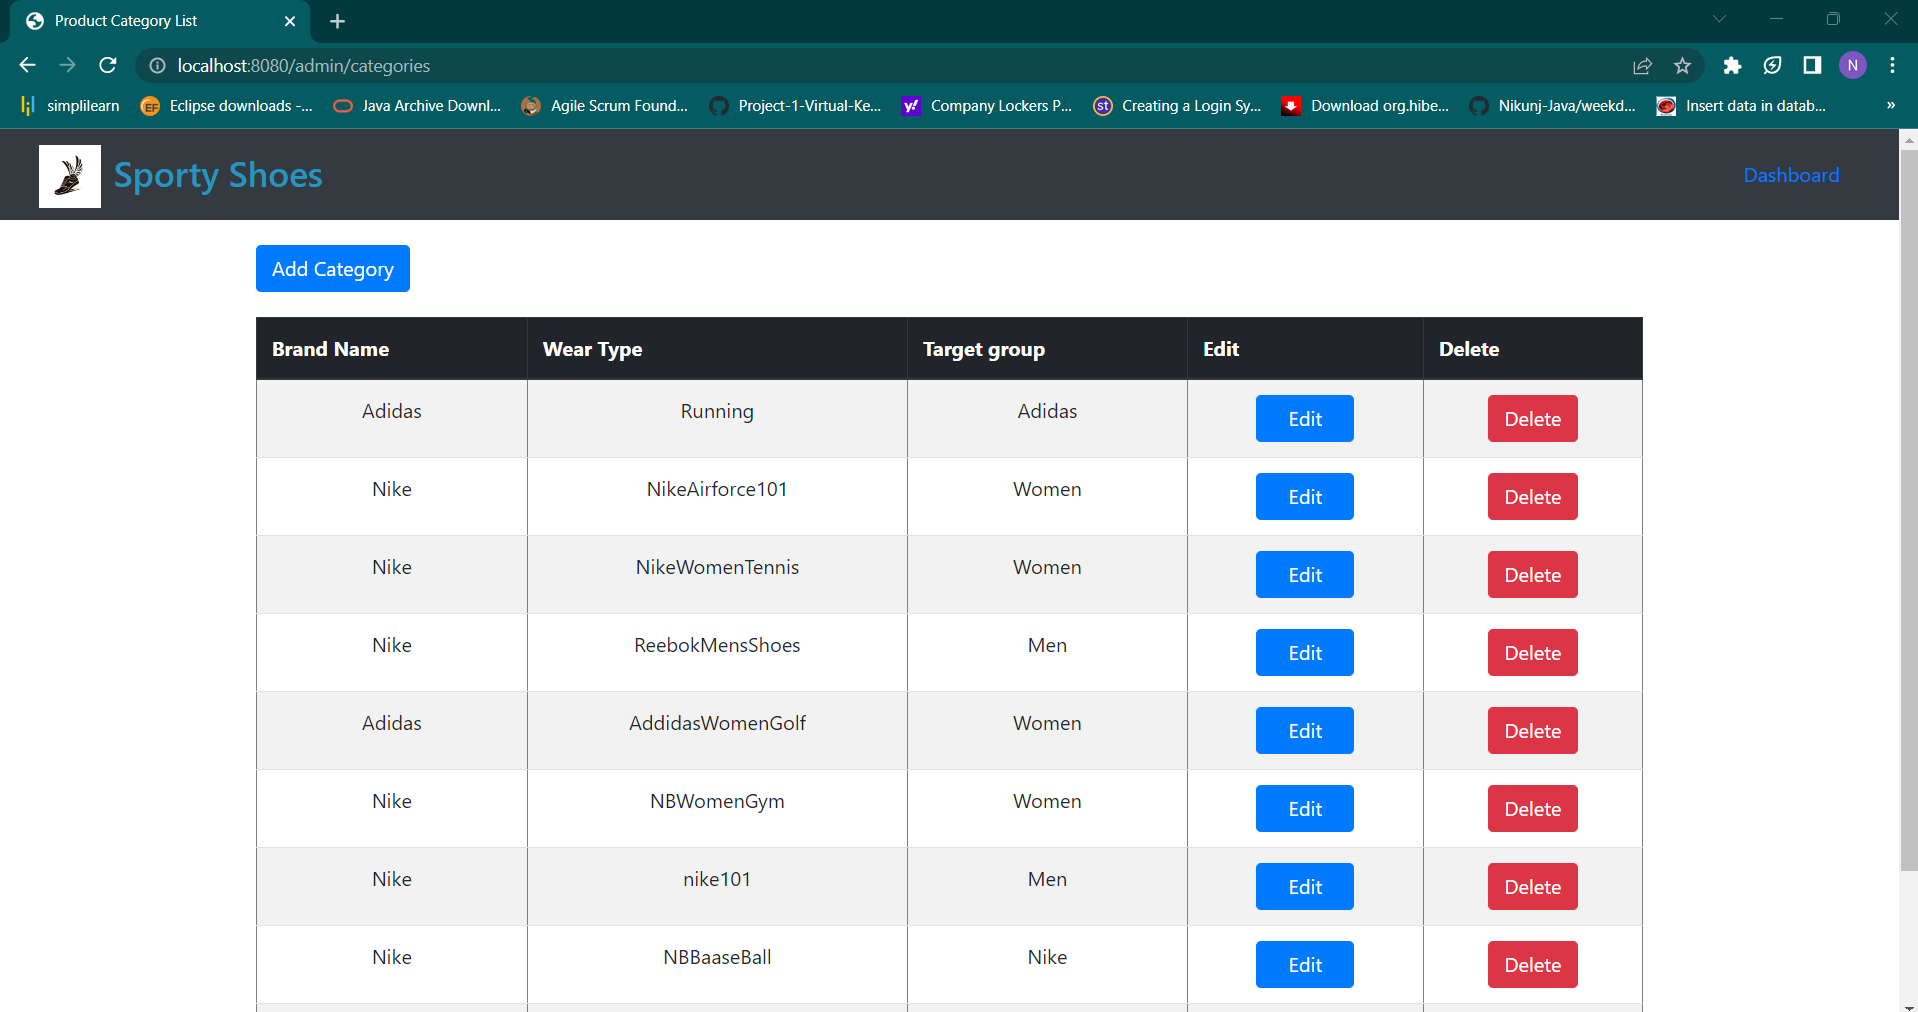 Product Category List
localhost:8080/admin/categories
N
simplilearn
EF Eclipse downloads -...
Java Archive Downl...
Agile Scrum Found...
Project-1-Virtual-Ke...
y! Company Lockers P...
st Creating a Login Sy...
Download org.hibe...
Nikunj-Java/weekd...
Insert data in datab...
»
Sporty Shoes
Dashboard
Add Category
Brand Name Wear Type Target group Edit Delete
Adidas Running Adidas Edit Delete
Nike NikeAirforce101 Women Edit Delete
Nike NikeWomenTennis Women Edit Delete
Nike ReebokMensShoes Men Edit Delete
Adidas AddidasWomenGolf Women Edit Delete
Nike NBWomenGym Women Edit Delete
Nike nike101 Men Edit Delete
Nike NBBaaseBall Nike Edit Delete